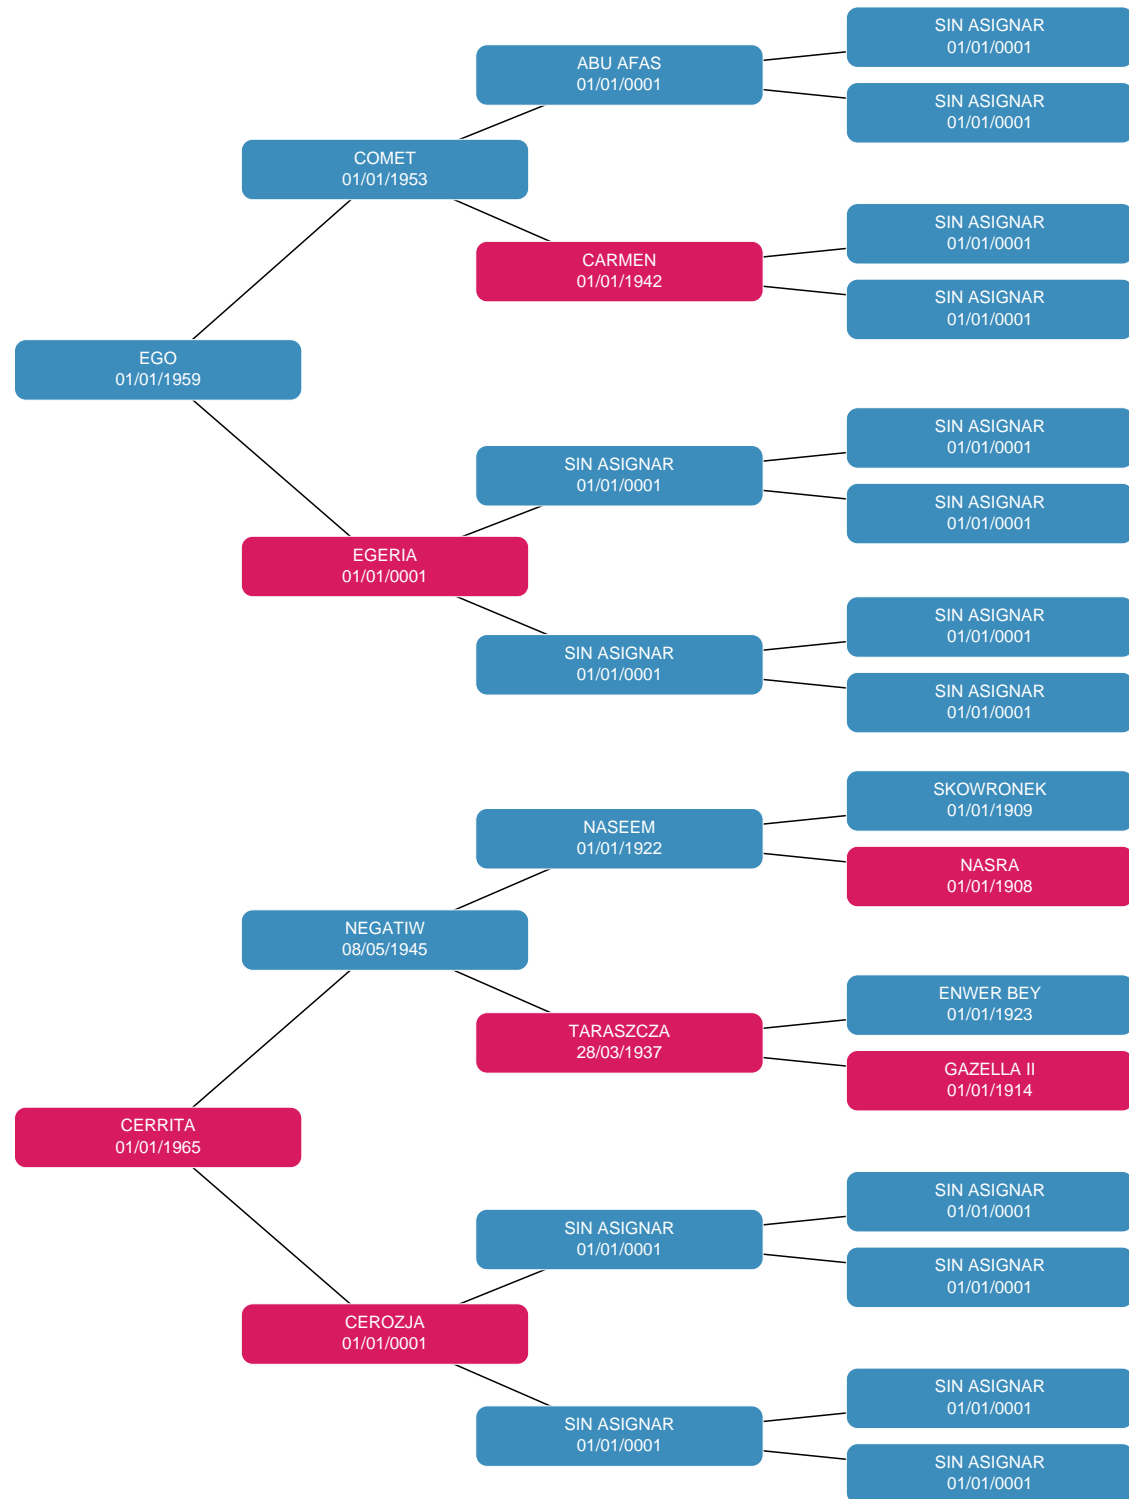 SIN ASIGNAR
01/01/0001
ABU AFAS
01/01/0001
SIN ASIGNAR
01/01/0001
COMET
01/01/1953
SIN ASIGNAR
01/01/0001
CARMEN
01/01/1942
SIN ASIGNAR
01/01/0001
EGO
01/01/1959
SIN ASIGNAR
01/01/0001
SIN ASIGNAR
01/01/0001
SIN ASIGNAR
01/01/0001
EGERIA
01/01/0001
SIN ASIGNAR
01/01/0001
SIN ASIGNAR
01/01/0001
SIN ASIGNAR
01/01/0001
SKOWRONEK
01/01/1909
NASEEM
01/01/1922
NASRA
01/01/1908
NEGATIW
08/05/1945
ENWER BEY
01/01/1923
TARASZCZA
28/03/1937
GAZELLA II
01/01/1914
CERRITA
01/01/1965
SIN ASIGNAR
01/01/0001
SIN ASIGNAR
01/01/0001
SIN ASIGNAR
01/01/0001
CEROZJA
01/01/0001
SIN ASIGNAR
01/01/0001
SIN ASIGNAR
01/01/0001
SIN ASIGNAR
01/01/0001